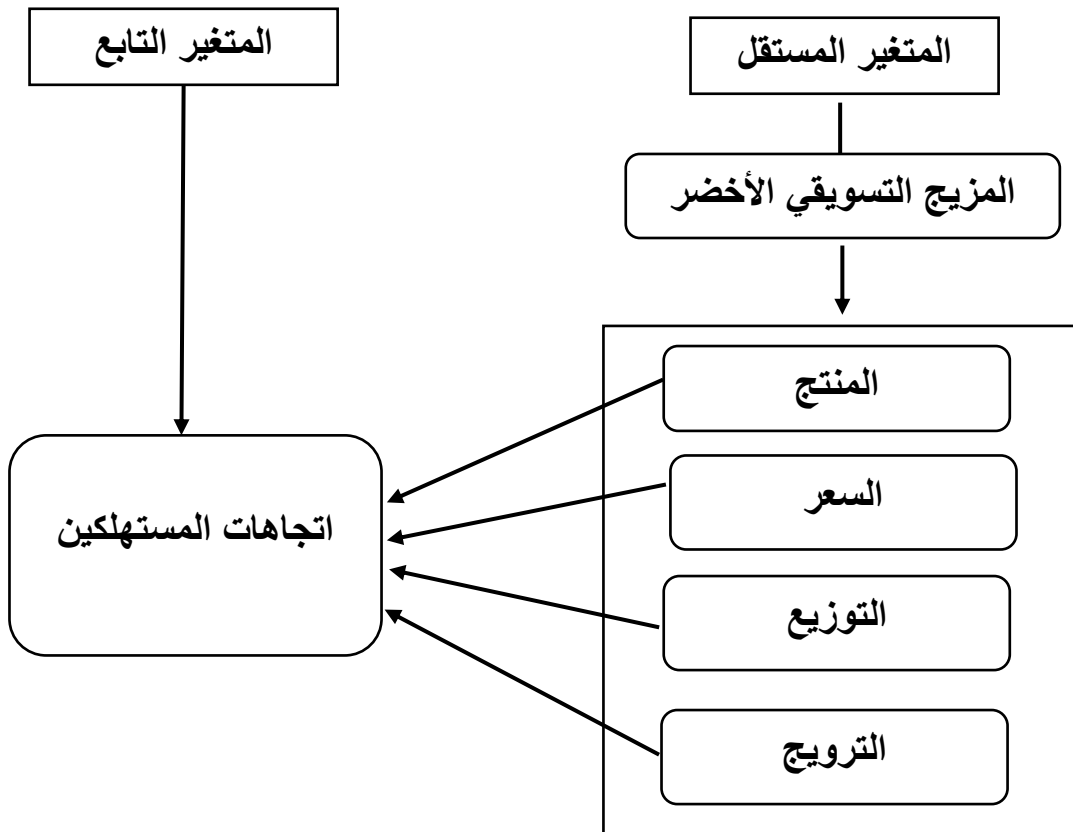 المتغير المستقل
المتغير التابع
المزيج التسويقي الأخضر
المنتج
السعر
اتجاهات المستهلكين
التوزيع
الترويج